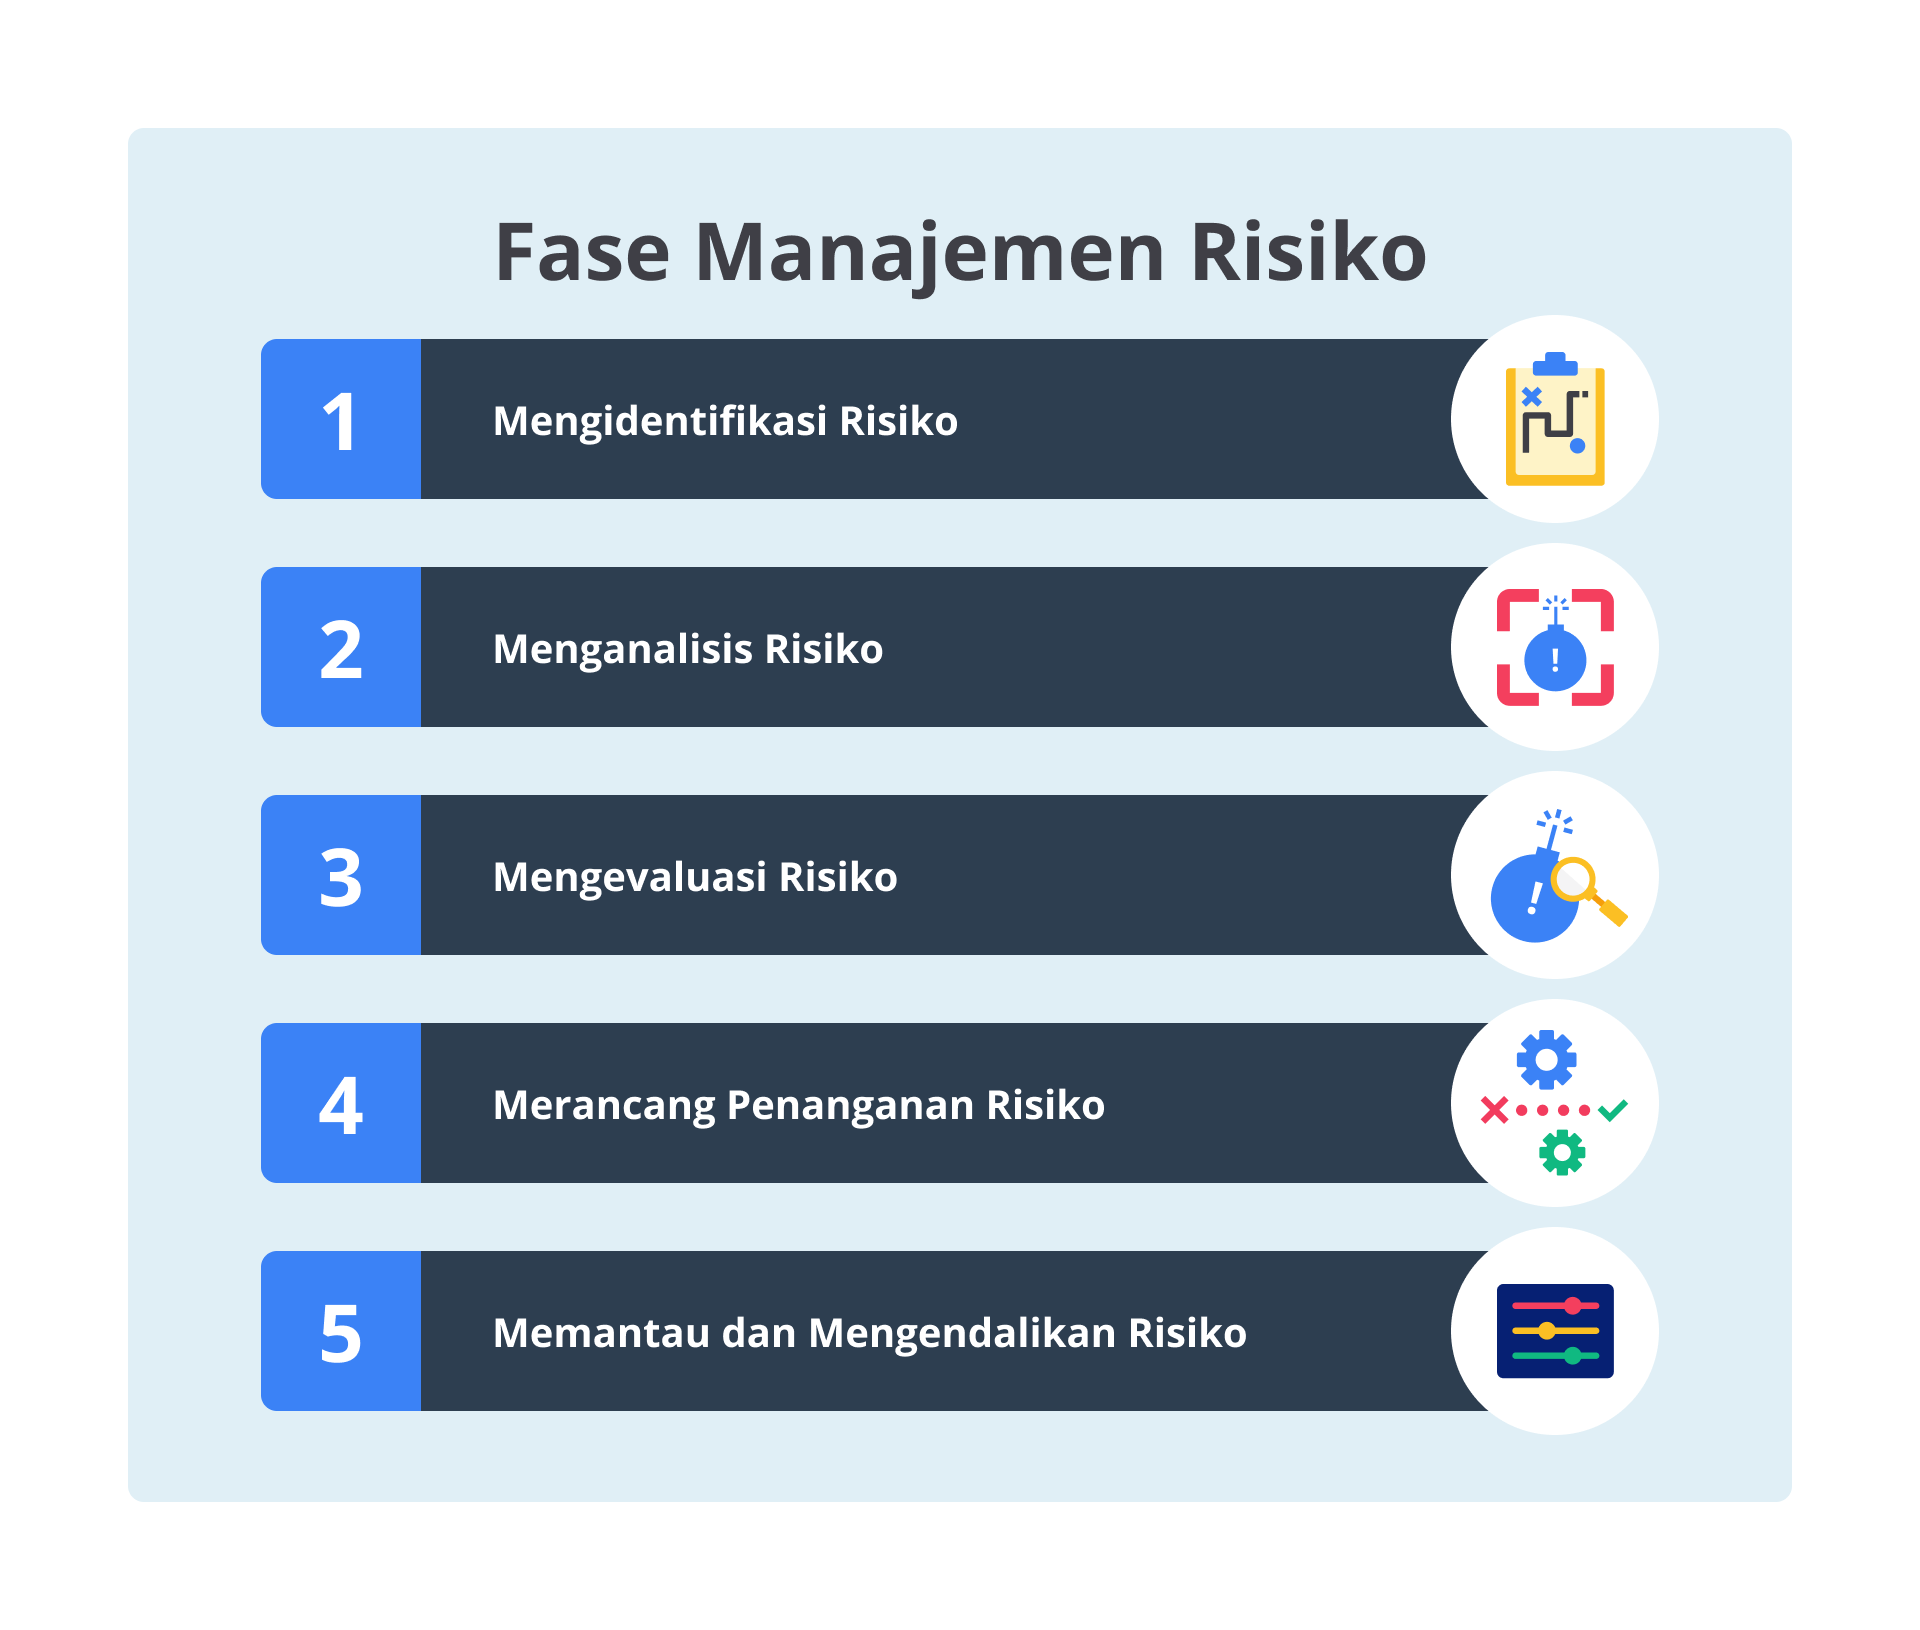 Fase Manajemen Risiko
1
Mengidentifikasi Risiko
2
Menganalisis Risiko
3
Mengevaluasi Risiko
4
Merancang Penanganan Risiko
5
Memantau dan Mengendalikan Risiko